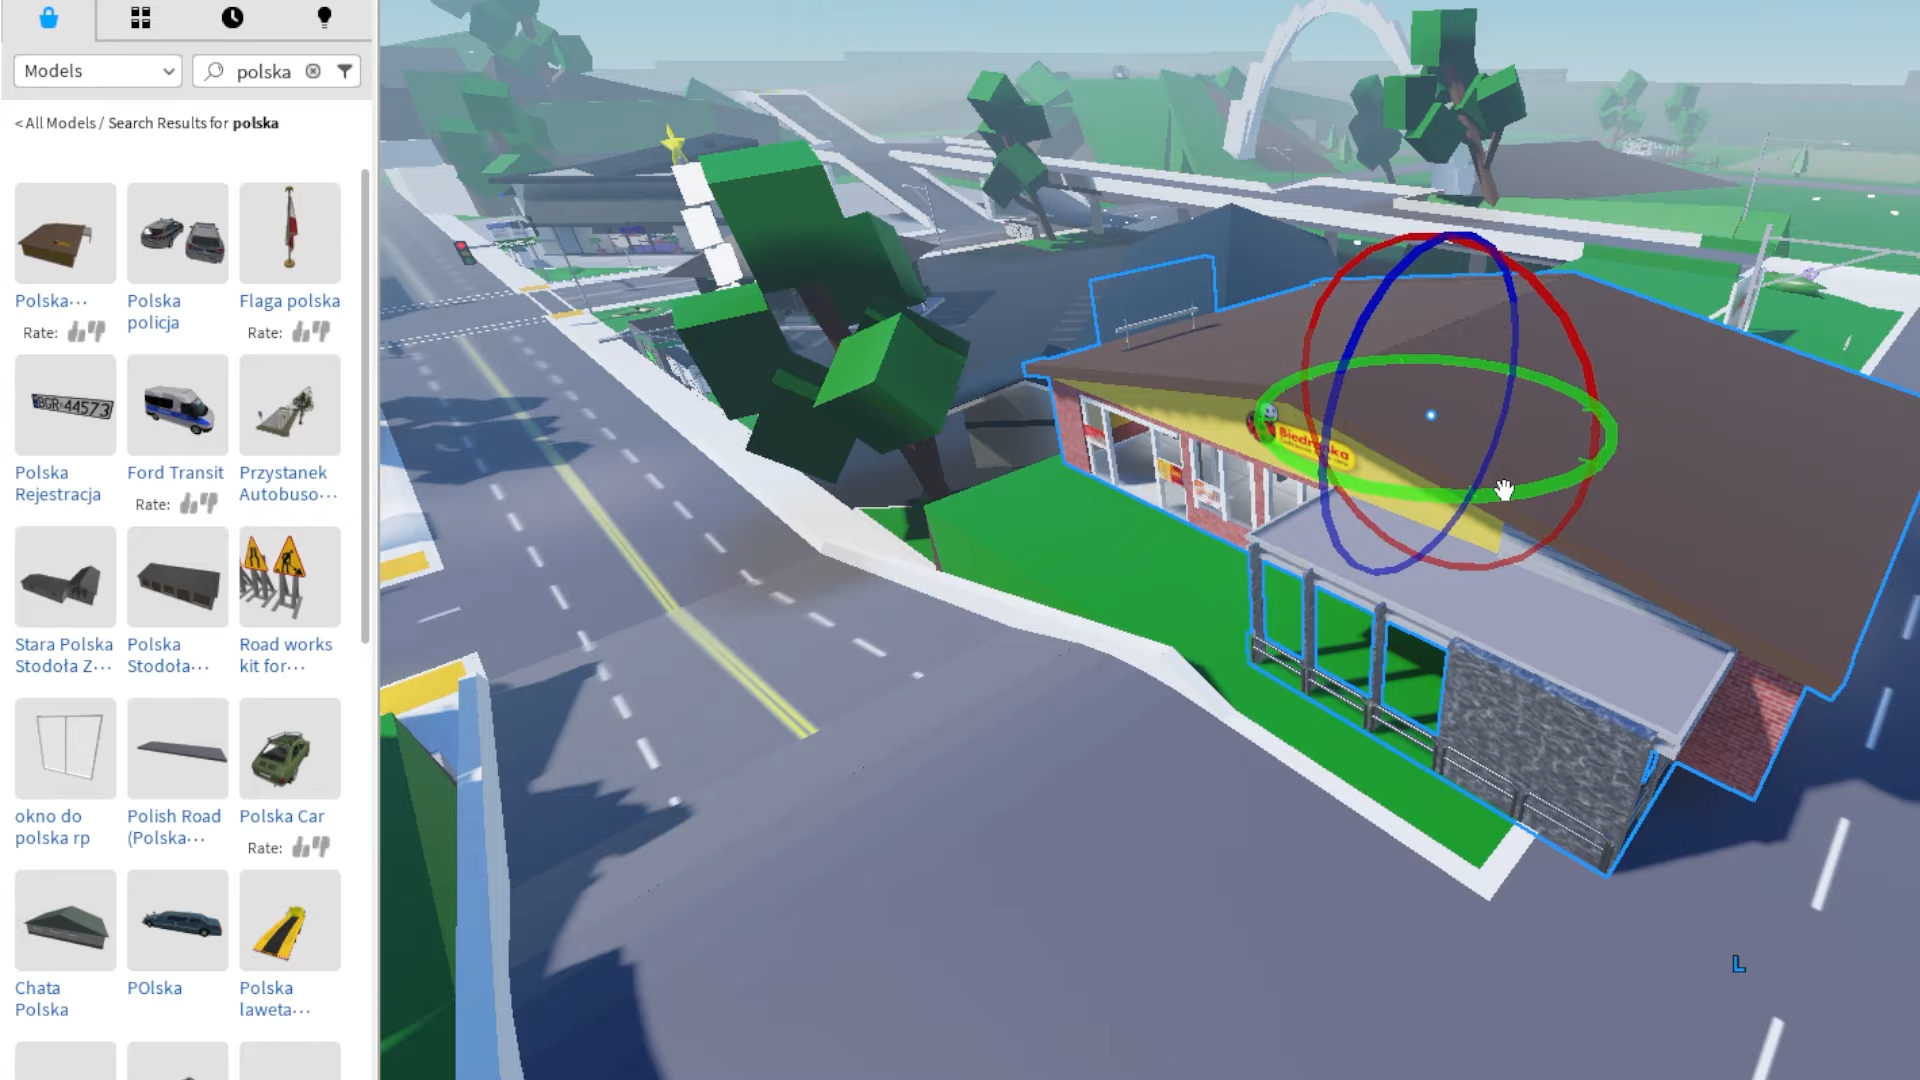 Models
polska
< All Models / Search Results for polska
Polska···
Polska
policja
Flaga polska
Rate:
Rate:
BGR·44573
Polska
Rejestracja
Ford Transit
Przystanek
Autobuso···
Rate:
Stara Polska
Stodoła Z···
Polska
Stodoła···
Road works
kit for···
okno do
polska rp
Polish Road
(Polska···
Polska Car
Rate:
Chata
Polska
POlska
Polska
laweta···
Biedronka
L